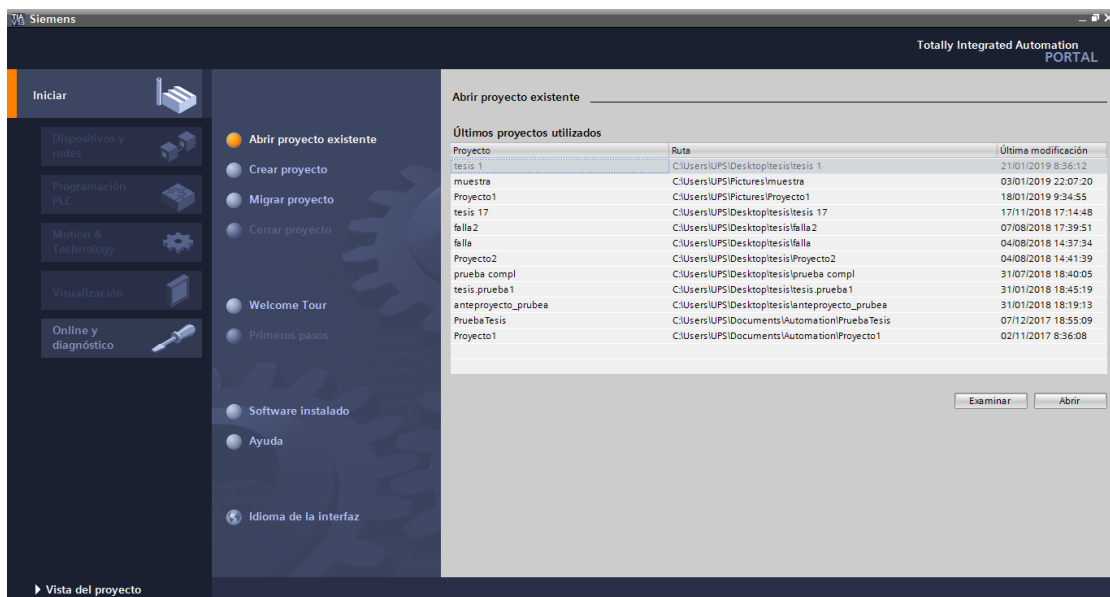 TIA V13 Siemens
Totally Integrated Automation
PORTAL
Iniciar
Dispositivos y
redes
Programación
PLC
Motion &
Technology
Visualización
Online y
diagnóstico
Vista del proyecto
Abrir proyecto existente
Crear proyecto
Migrar proyecto
Cerrar proyecto
Welcome Tour
Primeros pasos
Software instalado
Ayuda
Idioma de la interfaz
Abrir proyecto existente
Últimos proyectos utilizados
Proyecto Ruta Última modificación
tesis 1 C:\Users\UPS\Desktop\tesis\tesis 1 21/01/2019 8:36:12
muestra C:\Users\UPS\Pictures\muestra 03/01/2019 22:07:20
Proyecto1 C:\Users\UPS\Pictures\Proyecto1 18/01/2019 9:34:55
tesis 17 C:\Users\UPS\Desktop\tesis\tesis 17 17/11/2018 17:14:48
falla2 C:\Users\UPS\Desktop\tesis\falla2 07/08/2018 17:39:51
falla C:\Users\UPS\Desktop\tesis\falla 04/08/2018 14:37:34
Proyecto2 C:\Users\UPS\Desktop\tesis\Proyecto2 04/08/2018 14:41:39
prueba compl C:\Users\UPS\Desktop\tesis\prueba compl 31/07/2018 18:40:05
tesis.prueba1 C:\Users\UPS\Desktop\tesis\tesis.prueba1 31/01/2018 18:45:19
anteproyecto_prubea C:\Users\UPS\Desktop\tesis\anteproyecto_prubea 31/01/2018 18:19:13
PruebaTesis C:\Users\UPS\Documents\Automation\PruebaTesis 07/12/2017 18:55:09
Proyecto1 C:\Users\UPS\Documents\Automation\Proyecto1 02/11/2017 8:36:08
Examinar Abrir